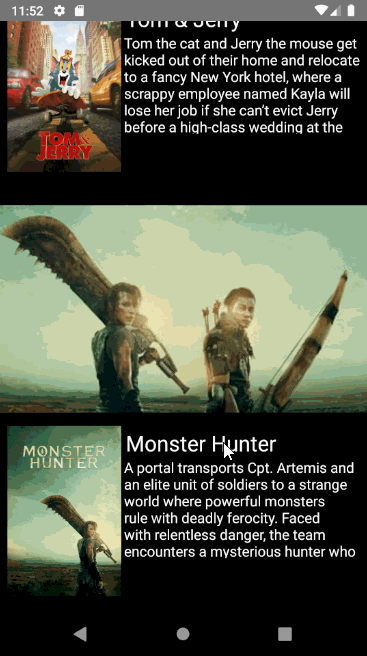 11:52
Tom & Jerry
Tom the cat and Jerry the mouse get
kicked out of their home and relocate
to a fancy New York hotel, where a
scrappy employee named Kayla will
lose her job if she can't evict Jerry
before a high-class wedding at the
TOM&
JERRY
Monster Hunter
MONSTER
HUNTER
A portal transports Cpt. Artemis and
an elite unit of soldiers to a strange
world where powerful monsters
rule with deadly ferocity. Faced
with relentless danger, the team
encounters a mysterious hunter who